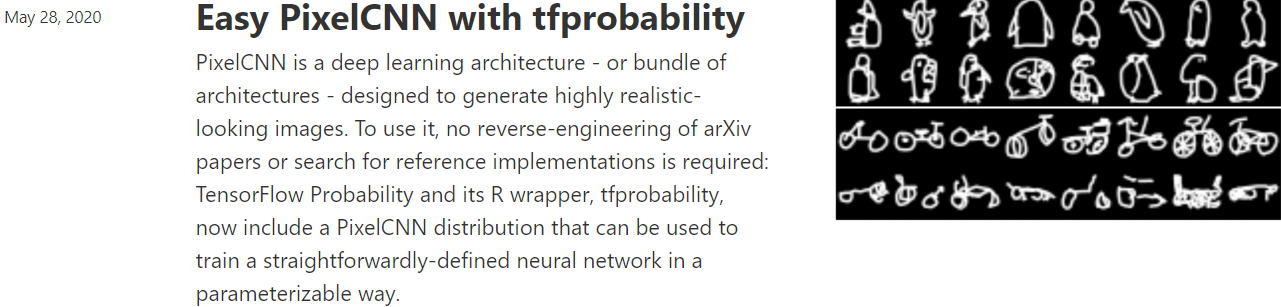 May 28, 2020
Easy PixelCNN with tfprobability
PixelCNN is a deep learning architecture - or bundle of
architectures - designed to generate highly realistic-
looking images. To use it, no reverse-engineering of arXiv
papers or search for reference implementations is required:
TensorFlow Probability and its R wrapper, tfprobability,
now include a PixelCNN distribution that can be used to
train a straightforwardly-defined neural network in a
parameterizable way.